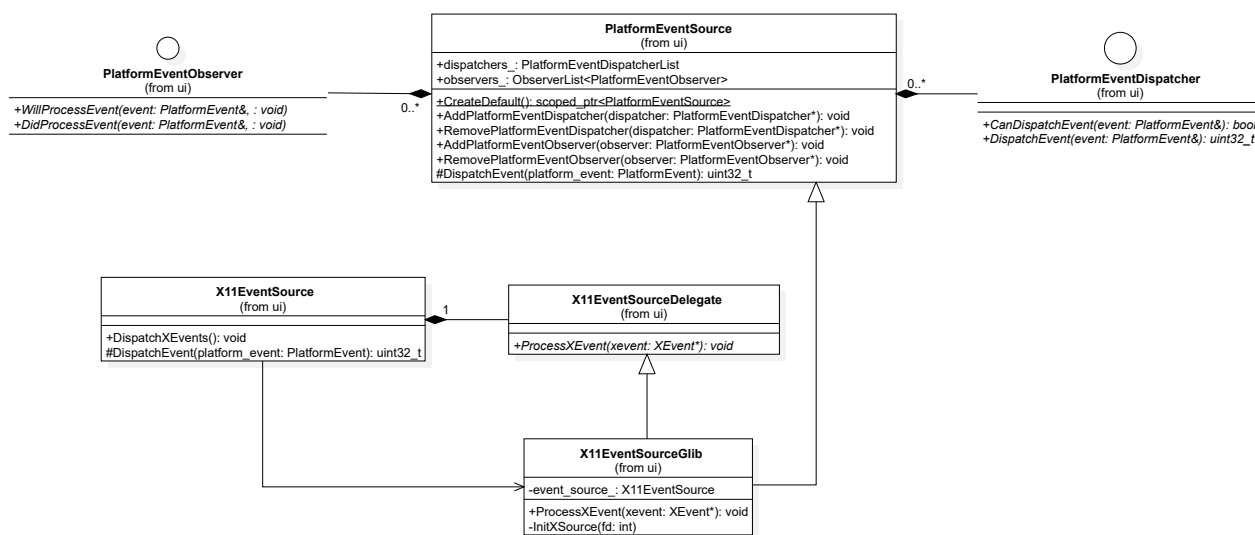 PlatformEventObserver
(from ui)
+WillProcessEvent(event: PlatformEvent&, : void)
+DidProcessEvent(event: PlatformEvent&, : void)
0..*
PlatformEventSource
(from ui)
+dispatchers_: PlatformEventDispatcherList
+observers_: ObserverList<PlatformEventObserver>
+CreateDefault(): scoped_ptr<PlatformEventSource>
+AddPlatformEventDispatcher(dispatcher: PlatformEventDispatcher*): void
+RemovePlatformEventDispatcher(dispatcher: PlatformEventDispatcher*): void
+AddPlatformEventObserver(observer: PlatformEventObserver*): void
+RemovePlatformEventObserver(observer: PlatformEventObserver*): void
#DispatchEvent(platform_event: PlatformEvent): uint32_t
0..*
PlatformEventDispatcher
(from ui)
+CanDispatchEvent(event: PlatformEvent&): bool
+DispatchEvent(event: PlatformEvent&): uint32_t
X11EventSource
(from ui)
+DispatchXEvents(): void
#DispatchEvent(platform_event: PlatformEvent): uint32_t
1
X11EventSourceDelegate
(from ui)
+ProcessXEvent(xevent: XEvent*): void
X11EventSourceGlib
(from ui)
-event_source_: X11EventSource
+ProcessXEvent(xevent: XEvent*): void
-InitXSource(fd: int)